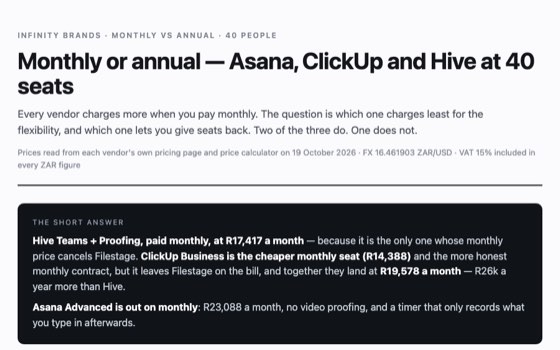 INFINITY BRANDS · MONTHLY VS ANNUAL · 40 PEOPLE
Monthly or annual — Asana, ClickUp and Hive at 40
seats
Every vendor charges more when you pay monthly. The question is which one charges least for the
flexibility, and which one lets you give seats back. Two of the three do. One does not.
Prices read from each vendor's own pricing page and price calculator on 19 October 2026 · FX 16.461903 ZAR/USD · VAT 15% included in
every ZAR figure
THE SHORT ANSWER
Hive Teams + Proofing, paid monthly, at R17,417 a month — because it is the only one whose monthly
price cancels Filestage. ClickUp Business is the cheaper monthly seat (R14,388) and the more honest
monthly contract, but it leaves Filestage on the bill, and together they land at R19,578 a month — R26k a
year more than Hive.
Asana Advanced is out on monthly: R23,088 a month, no video proofing, and a timer that only records what
you type in afterwards.